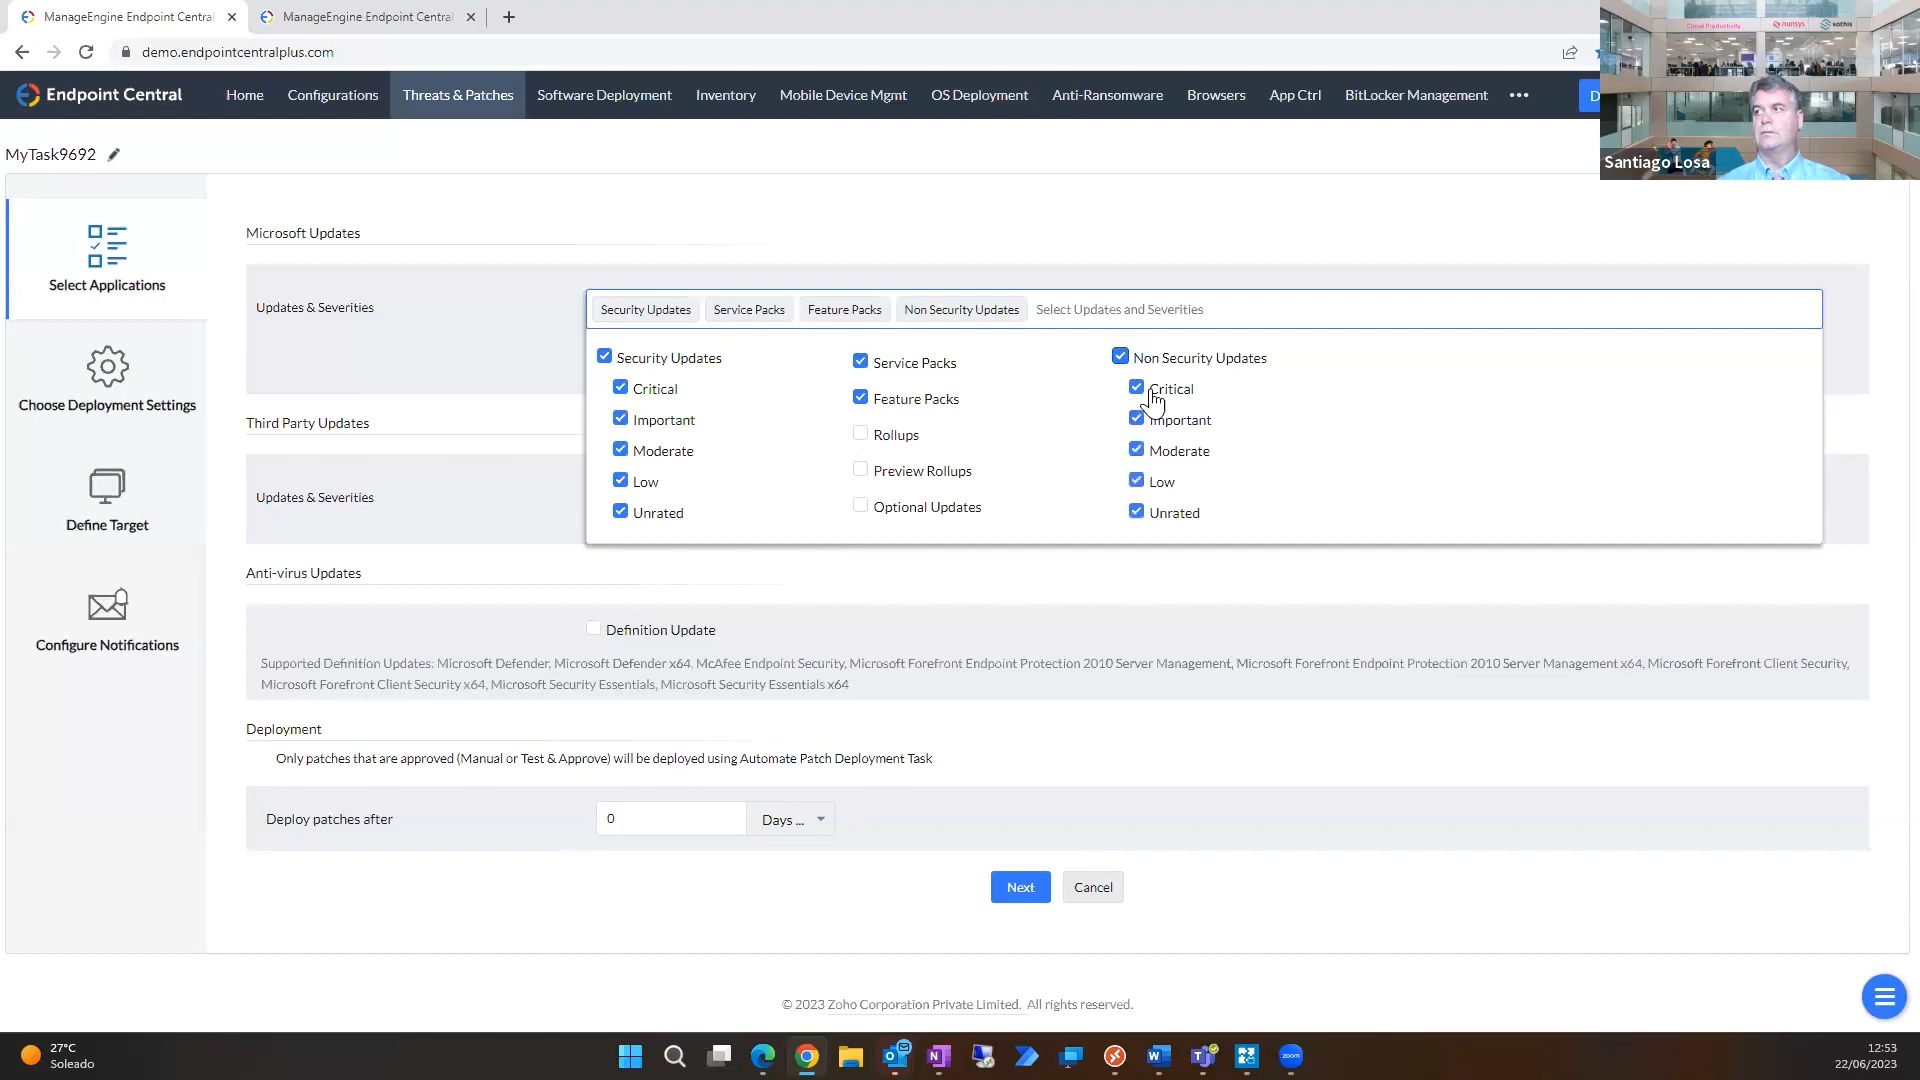 ManageEngine Endpoint Central
ManageEngine Endpoint Central
demo.endpointcentralplus.com
Cloud Productivity
nunsys
sothis
Santiago Losa
Endpoint Central
Home
Configurations
Threats & Patches
Software Deployment
Inventory
Mobile Device Mgmt
OS Deployment
Anti-Ransomware
Browsers
App Ctrl
BitLocker Management
MyTask9692
Select Applications
Choose Deployment Settings
Define Target
Configure Notifications
Microsoft Updates
Updates & Severities
Security Updates
Service Packs
Feature Packs
Non Security Updates
Select Updates and Severities
Security Updates
Critical
Important
Moderate
Low
Unrated
Service Packs
Feature Packs
Rollups
Preview Rollups
Optional Updates
Non Security Updates
Critical
Important
Moderate
Low
Unrated
Third Party Updates
Updates & Severities
Anti-virus Updates
Definition Update
Supported Definition Updates: Microsoft Defender, Microsoft Defender x64, McAfee Endpoint Security, Microsoft Forefront Endpoint Protection 2010 Server Management, Microsoft Forefront Endpoint Protection 2010 Server Management x64, Microsoft Forefront Client Security,
Microsoft Forefront Client Security x64, Microsoft Security Essentials, Microsoft Security Essentials x64
Deployment
Only patches that are approved (Manual or Test & Approve) will be deployed using Automate Patch Deployment Task
Deploy patches after
0
Days ...
Next
Cancel
© 2023 Zoho Corporation Private Limited. All rights reserved.
27°C
Soleado
zoom
12:53
22/06/2023